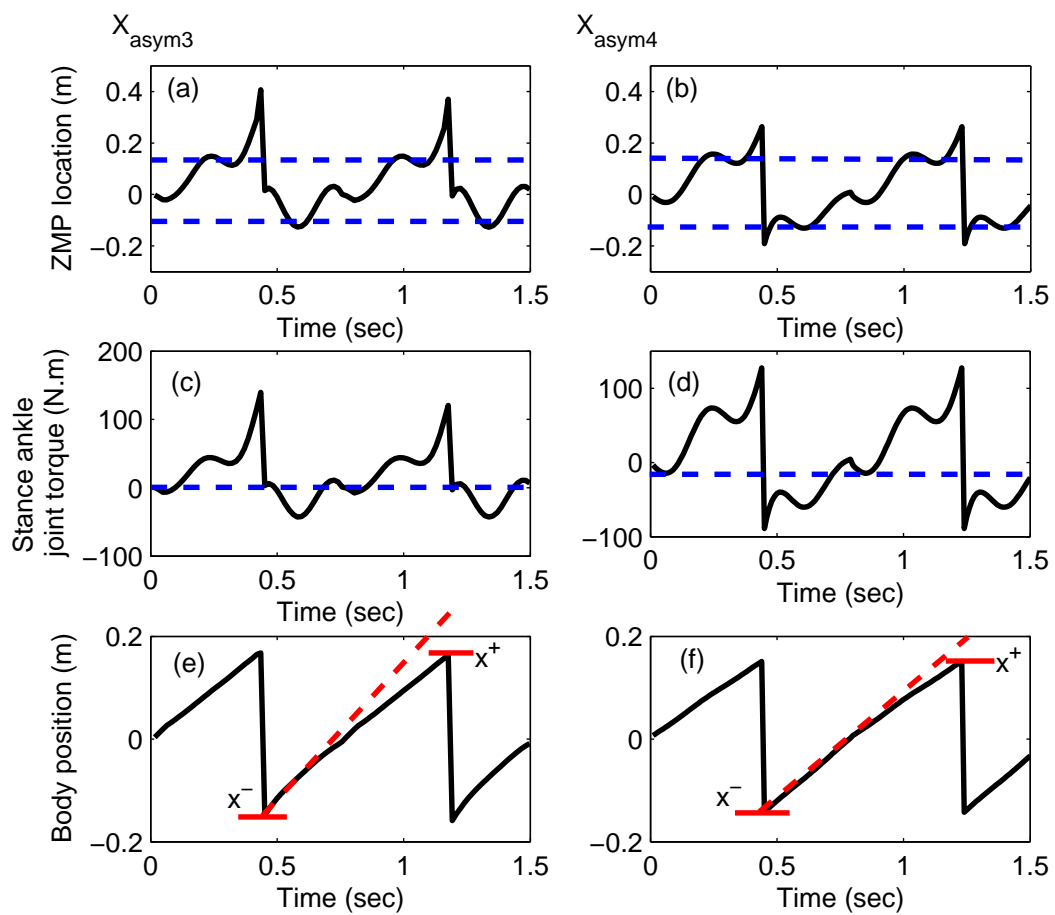 X_asym3
X_asym4
ZMP location (m)
(a)
0.4
0.2
0
−0.2
0 0.5 1 1.5
Time (sec)
(b)
0.4
0.2
0
−0.2
0 0.5 1 1.5
Time (sec)
Stance ankle
joint torque (N.m)
(c)
200
100
0
−100
0 0.5 1 1.5
Time (sec)
(d)
100
0
−100
0 0.5 1 1.5
Time (sec)
Body position (m)
(e)
0.2
0
−0.2
x⁺
x⁻
0 0.5 1 1.5
Time (sec)
(f)
0.2
0
−0.2
x⁺
x⁻
0 0.5 1 1.5
Time (sec)